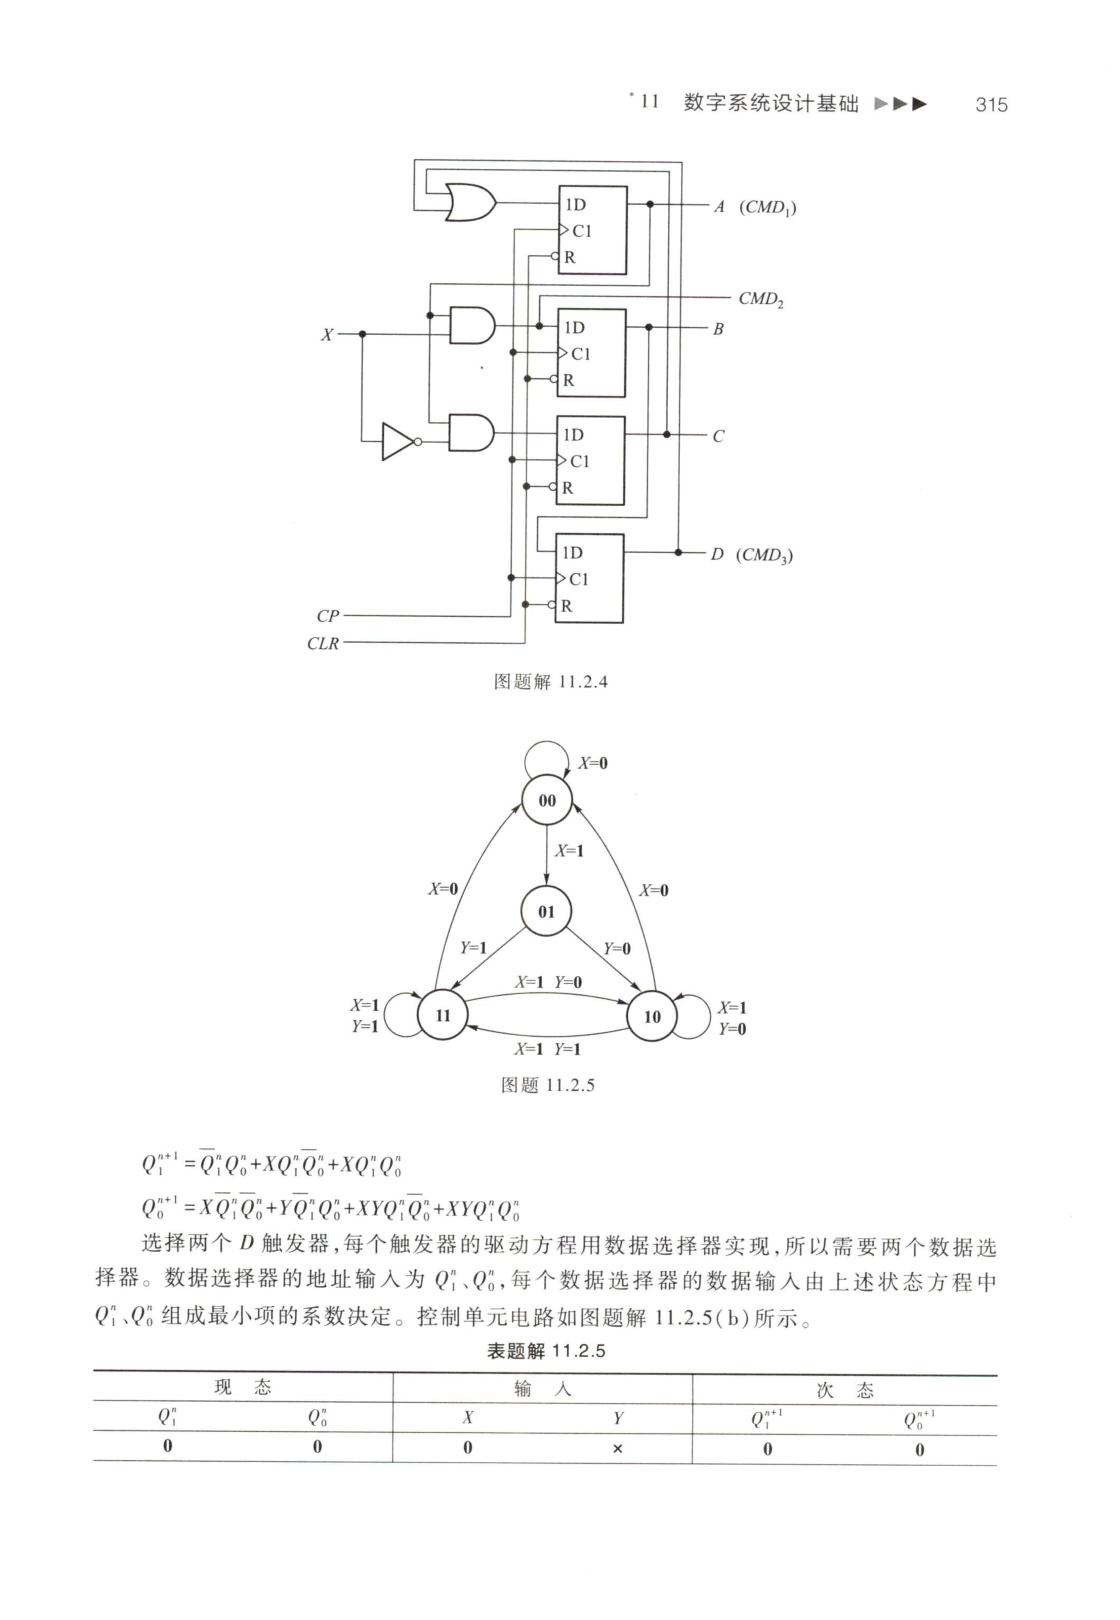 *11 数字系统设计基础 ▶▶▶ 315
1D
C1
R
A (CMD₁)
CMD₂
X
1D
C1
R
B
1D
C1
R
C
1D
C1
R
D (CMD₃)
CP
CLR
图题解 11.2.4
X=0
00
X=1
X=0
X=0
01
Y=1
Y=0
X=1 Y=0
X=1
Y=1
11
10
X=1
Y=0
X=1 Y=1
图题 11.2.5
Q₁ⁿ⁺¹=Q̅₁ⁿQ₀ⁿ+XQ₁ⁿQ̅₀ⁿ+XQ₁ⁿQ₀ⁿ
Q₀ⁿ⁺¹=XQ̅₁ⁿQ̅₀ⁿ+YQ̅₁ⁿQ₀ⁿ+XYQ₁ⁿQ̅₀ⁿ+XYQ₁ⁿQ₀ⁿ
选择两个 D 触发器,每个触发器的驱动方程用数据选择器实现,所以需要两个数据选
择器。数据选择器的地址输入为 Q₁ⁿ、Q₀ⁿ,每个数据选择器的数据输入由上述状态方程中
Q₁ⁿ、Q₀ⁿ 组成最小项的系数决定。控制单元电路如图题解 11.2.5(b)所示。
表题解 11.2.5
现 态 输 入 次 态
Q₁ⁿ Q₀ⁿ X Y Q₁ⁿ⁺¹ Q₀ⁿ⁺¹
0 0 0 × 0 0